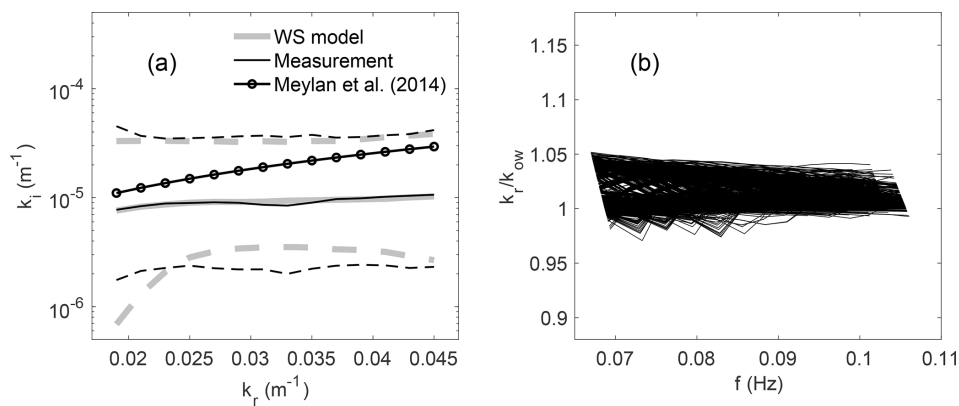 (a)
WS model
Measurement
Meylan et al. (2014)
10⁻⁴
10⁻⁵
10⁻⁶
k_i (m⁻¹)
0.02 0.025 0.03 0.035 0.04 0.045
k_r (m⁻¹)
(b)
1.15
1.1
1.05
1
0.95
0.9
k_r/k_ow
0.07 0.08 0.09 0.1 0.11
f (Hz)